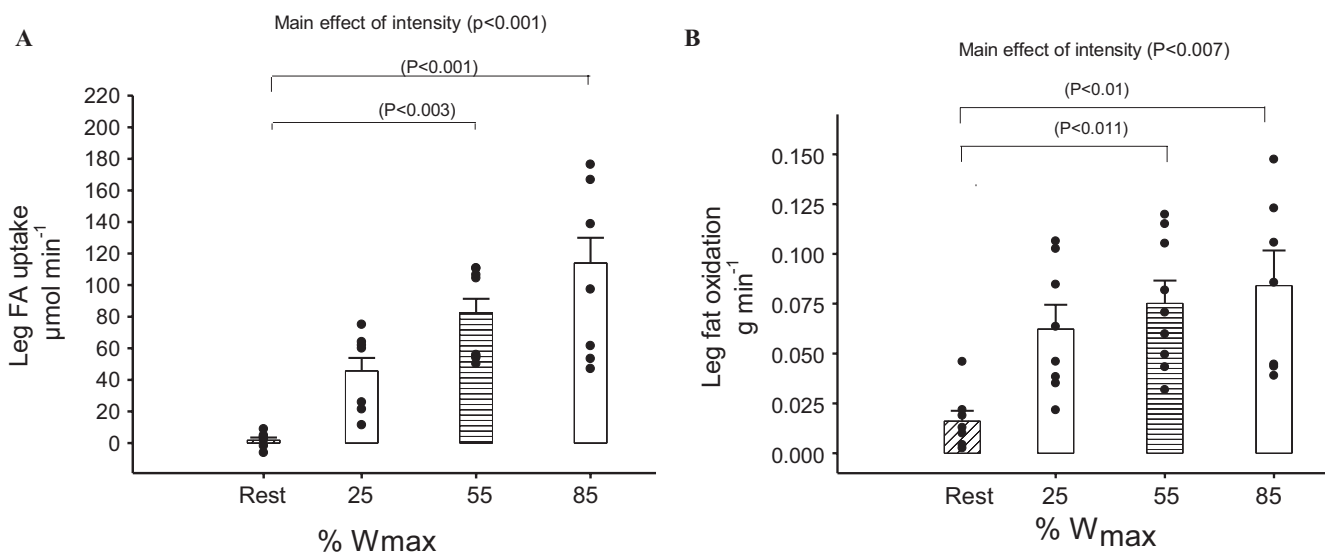 A
Main effect of intensity (p<0.001)
(P<0.001)
(P<0.003)
220
200
180
160
140
120
100
80
60
40
20
0
Leg FA uptake
µmol min⁻¹
Rest 25 55 85
% Wmax
B
Main effect of intensity (P<0.007)
(P<0.01)
(P<0.011)
0.150
0.125
0.100
0.075
0.050
0.025
0.000
Leg fat oxidation
g min⁻¹
Rest 25 55 85
% Wmax